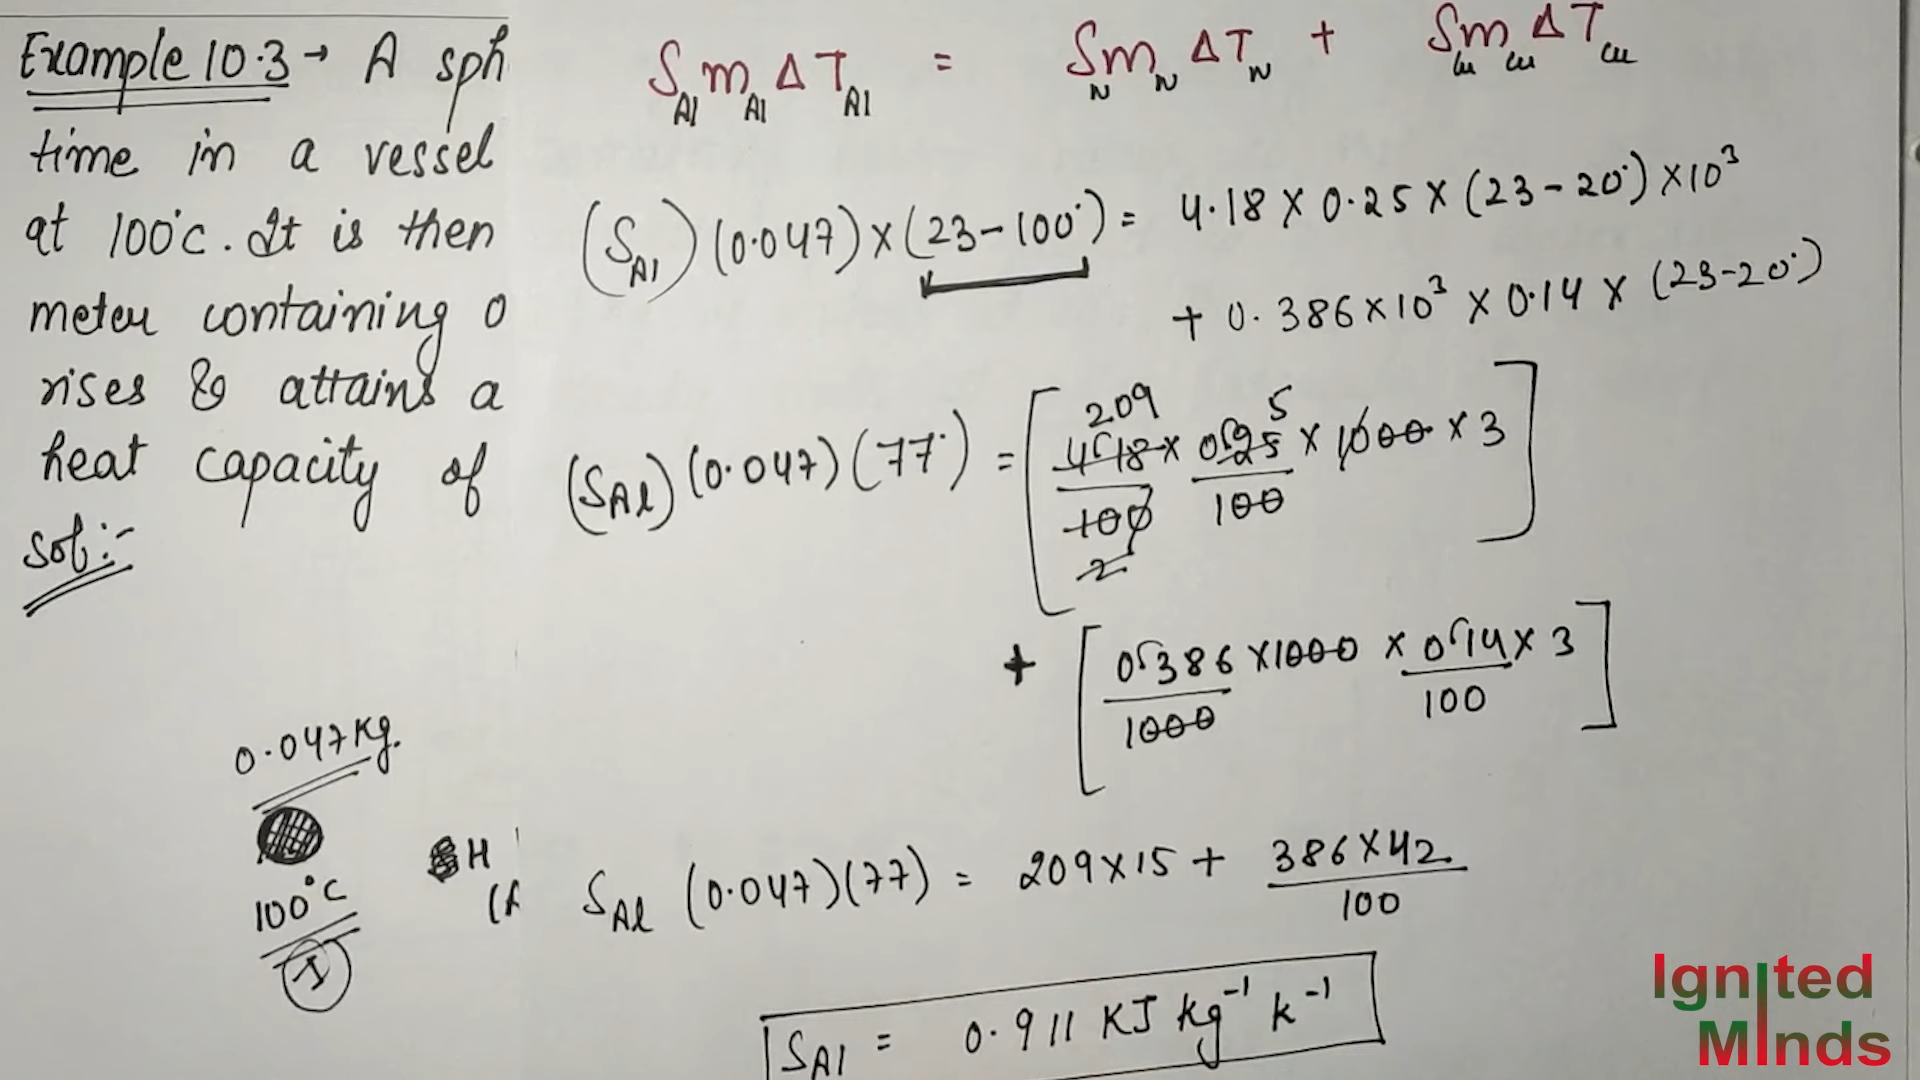 Example 10.3 → A sph
time in a vessel
at 100°c. It is then
meter containing 0
rises & attains a
heat capacity of
Sol:-
0.047 Kg.
100°C
I
H
S_Al m_Al ΔT_Al = S_w m_w ΔT_w + S_cu m_cu ΔT_cu
(S_Al) (0.047) × (23 - 100°) = 4.18 × 0.25 × (23 - 20°) × 10³
+ 0.386 × 10³ × 0.14 × (23 - 20°)
(S_Al) (0.047) (77°) = [ 209 4.18/100 2 × 0.25 5/100 × 1000 × 3 ]
+ [ 0.386/1000 × 1000 × 0.14/100 × 3 ]
S_Al (0.047)(77) = 209 × 15 + 386 × 42/100
S_Al = 0.911 KJ kg⁻¹ k⁻¹
Ignited
Minds